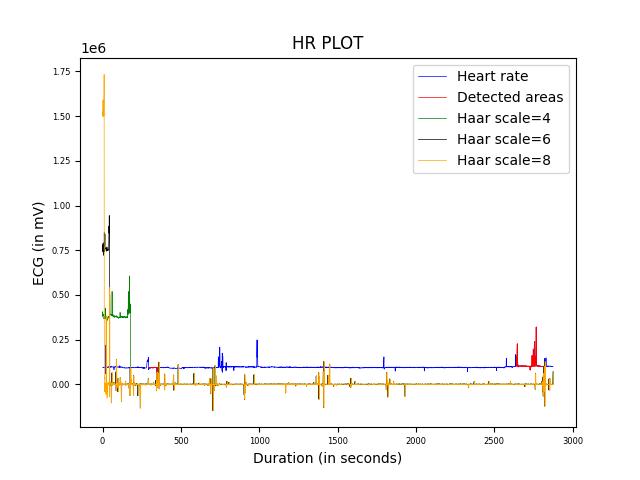 HR PLOT
1e6
Heart rate
Detected areas
Haar scale=4
Haar scale=6
Haar scale=8
1.75
1.50
1.25
1.00
0.75
0.50
0.25
0.00
ECG (in mV)
0 500 1000 1500 2000 2500 3000
Duration (in seconds)